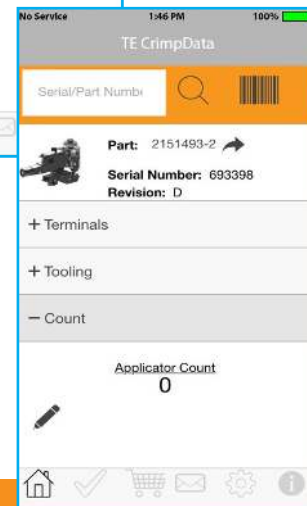 No Service 1:46 PM 100%
TE CrimpData
Serial/Part Numbe
Part: 2151493-2
Serial Number: 693398
Revision: D
+ Terminals
+ Tooling
− Count
Applicator Count
0